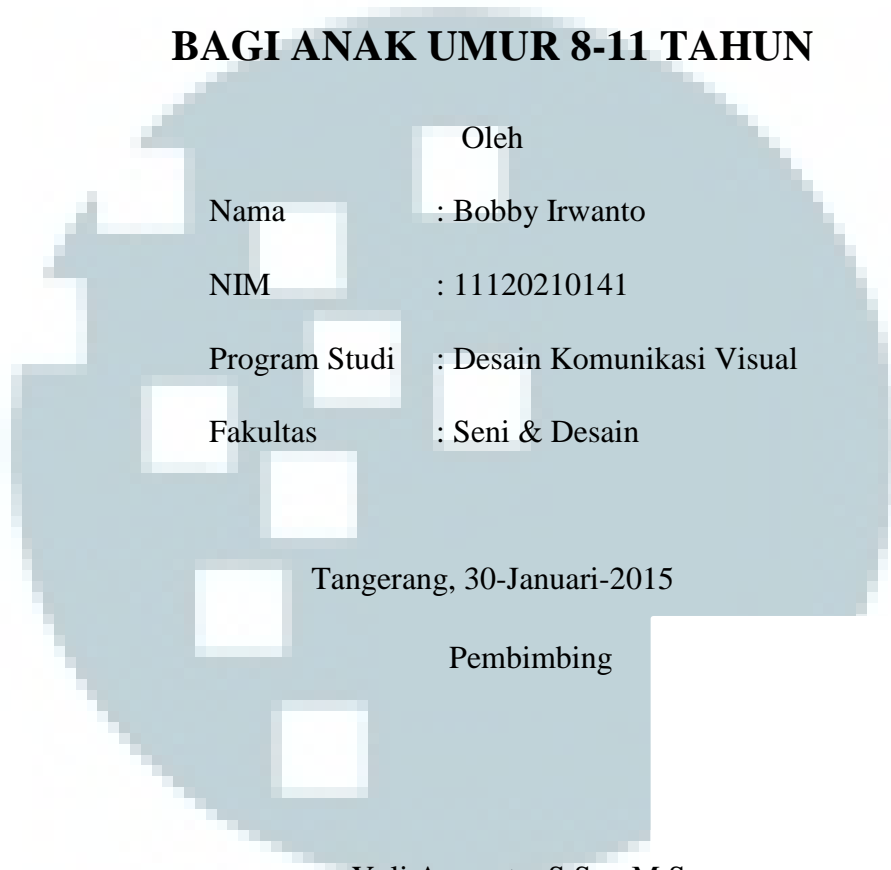 BAGI ANAK UMUR 8-11 TAHUN
Oleh
Nama : Bobby Irwanto
NIM : 11120210141
Program Studi : Desain Komunikasi Visual
Fakultas : Seni & Desain
Tangerang, 30-Januari-2015
Pembimbing